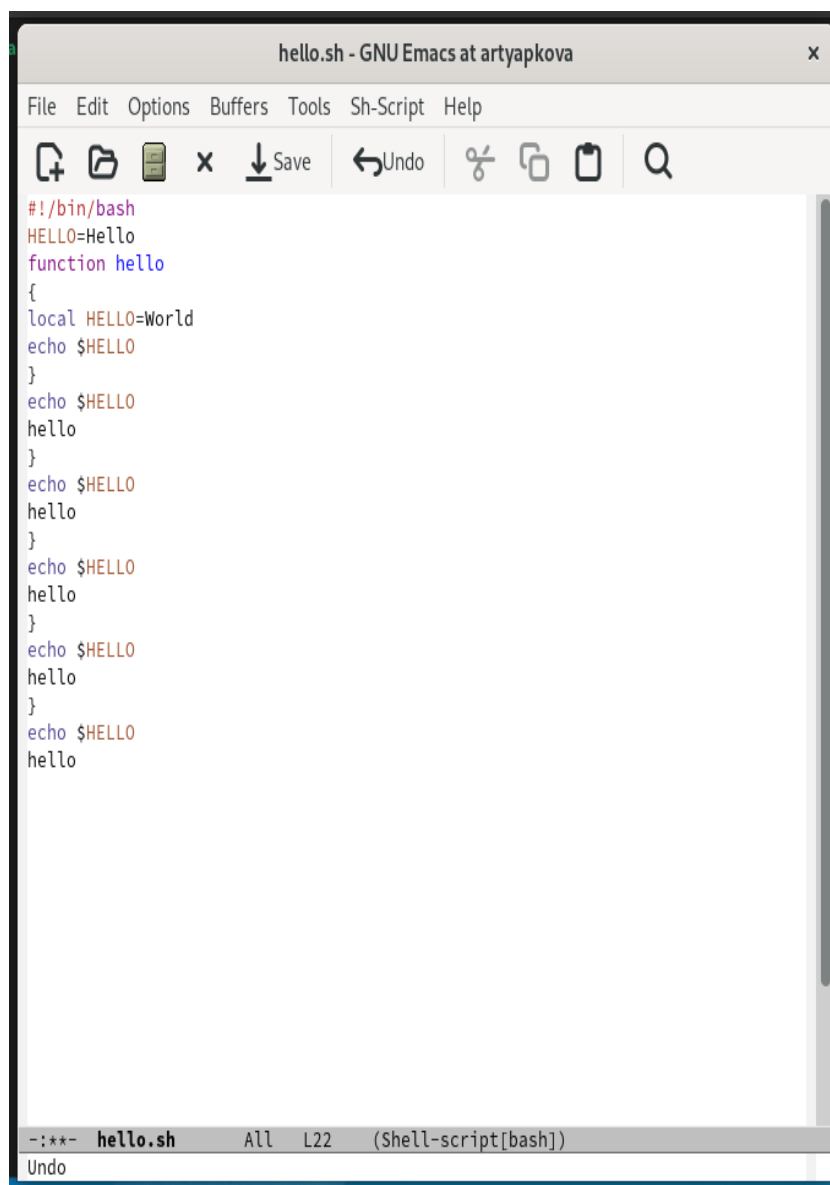 a
hello.sh - GNU Emacs at artyapkova x
File Edit Options Buffers Tools Sh-Script Help
Save Undo
#!/bin/bash
HELLO=Hello
function hello
{
local HELLO=World
echo $HELLO
}
echo $HELLO
hello
}
echo $HELLO
hello
}
echo $HELLO
hello
}
echo $HELLO
hello
}
echo $HELLO
hello
-:**- hello.sh All L22 (Shell-script[bash])
Undo